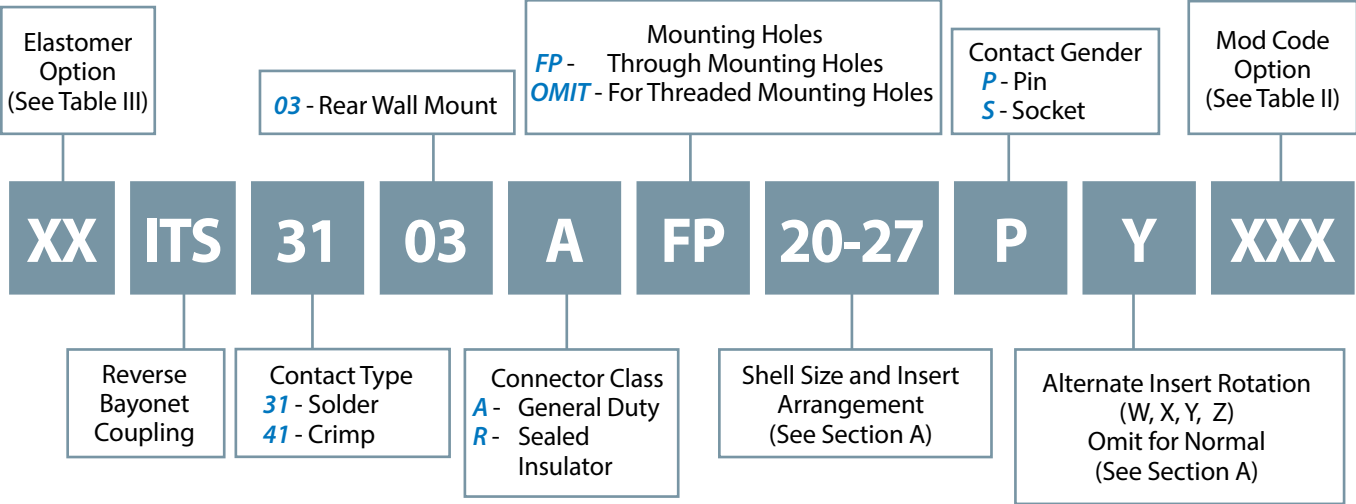 Elastomer
Option
(See Table III)
03 - Rear Wall Mount
Mounting Holes
FP - Through Mounting Holes
OMIT - For Threaded Mounting Holes
Contact Gender
P - Pin
S - Socket
Mod Code
Option
(See Table II)
XX ITS 31 03 A FP 20-27 P Y XXX
Reverse
Bayonet
Coupling
Contact Type
31 - Solder
41 - Crimp
Connector Class
A - General Duty
R - Sealed
Insulator
Shell Size and Insert
Arrangement
(See Section A)
Alternate Insert Rotation
(W, X, Y, Z)
Omit for Normal
(See Section A)